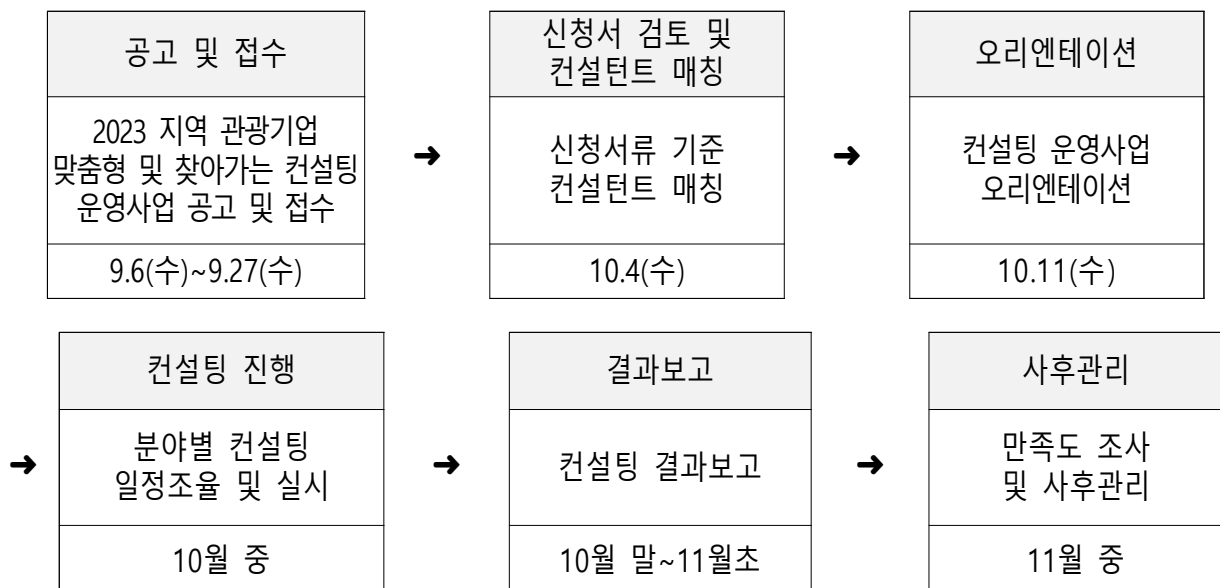 공고 및 접수
2023 지역 관광기업
맞춤형 및 찾아가는 컨설팅
운영사업 공고 및 접수
9.6(수)~9.27(수)
➜
신청서 검토 및
컨설턴트 매칭
신청서류 기준
컨설턴트 매칭
10.4(수)
➜
오리엔테이션
컨설팅 운영사업
오리엔테이션
10.11(수)
➜
컨설팅 진행
분야별 컨설팅
일정조율 및 실시
10월 중
➜
결과보고
컨설팅 결과보고
10월 말~11월초
➜
사후관리
만족도 조사
및 사후관리
11월 중